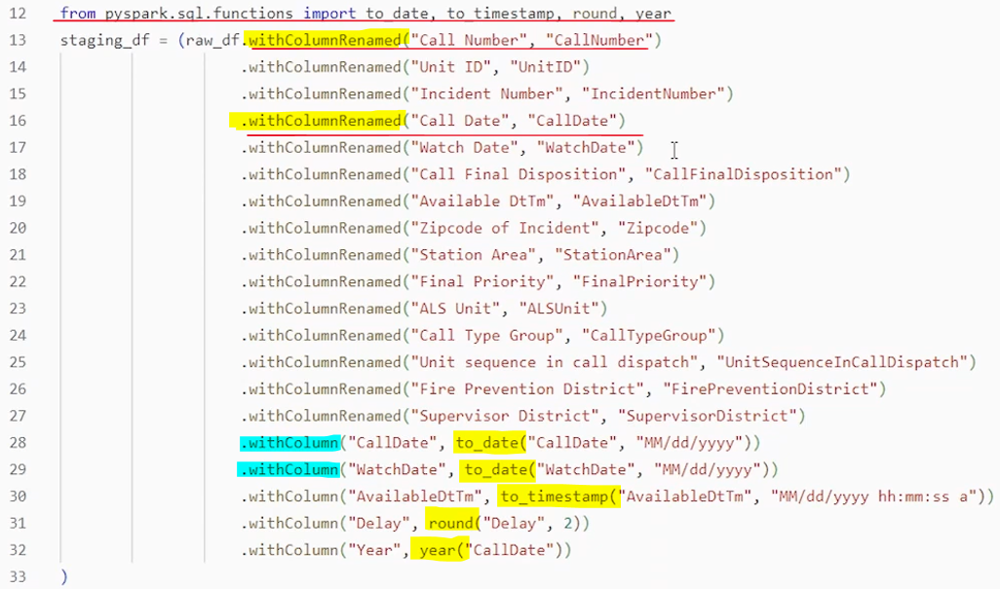 12 from pyspark.sql.functions import to_date, to_timestamp, round, year
13 staging_df = (raw_df.withColumnRenamed("Call Number", "CallNumber")
14 .withColumnRenamed("Unit ID", "UnitID")
15 .withColumnRenamed("Incident Number", "IncidentNumber")
16 .withColumnRenamed("Call Date", "CallDate")
17 .withColumnRenamed("Watch Date", "WatchDate")
18 .withColumnRenamed("Call Final Disposition", "CallFinalDisposition")
19 .withColumnRenamed("Available DtTm", "AvailableDtTm")
20 .withColumnRenamed("Zipcode of Incident", "Zipcode")
21 .withColumnRenamed("Station Area", "StationArea")
22 .withColumnRenamed("Final Priority", "FinalPriority")
23 .withColumnRenamed("ALS Unit", "ALSUnit")
24 .withColumnRenamed("Call Type Group", "CallTypeGroup")
25 .withColumnRenamed("Unit sequence in call dispatch", "UnitSequenceInCallDispatch")
26 .withColumnRenamed("Fire Prevention District", "FirePreventionDistrict")
27 .withColumnRenamed("Supervisor District", "SupervisorDistrict")
28 .withColumn("CallDate", to_date("CallDate", "MM/dd/yyyy"))
29 .withColumn("WatchDate", to_date("WatchDate", "MM/dd/yyyy"))
30 .withColumn("AvailableDtTm", to_timestamp("AvailableDtTm", "MM/dd/yyyy hh:mm:ss a"))
31 .withColumn("Delay", round("Delay", 2))
32 .withColumn("Year", year("CallDate"))
33 )